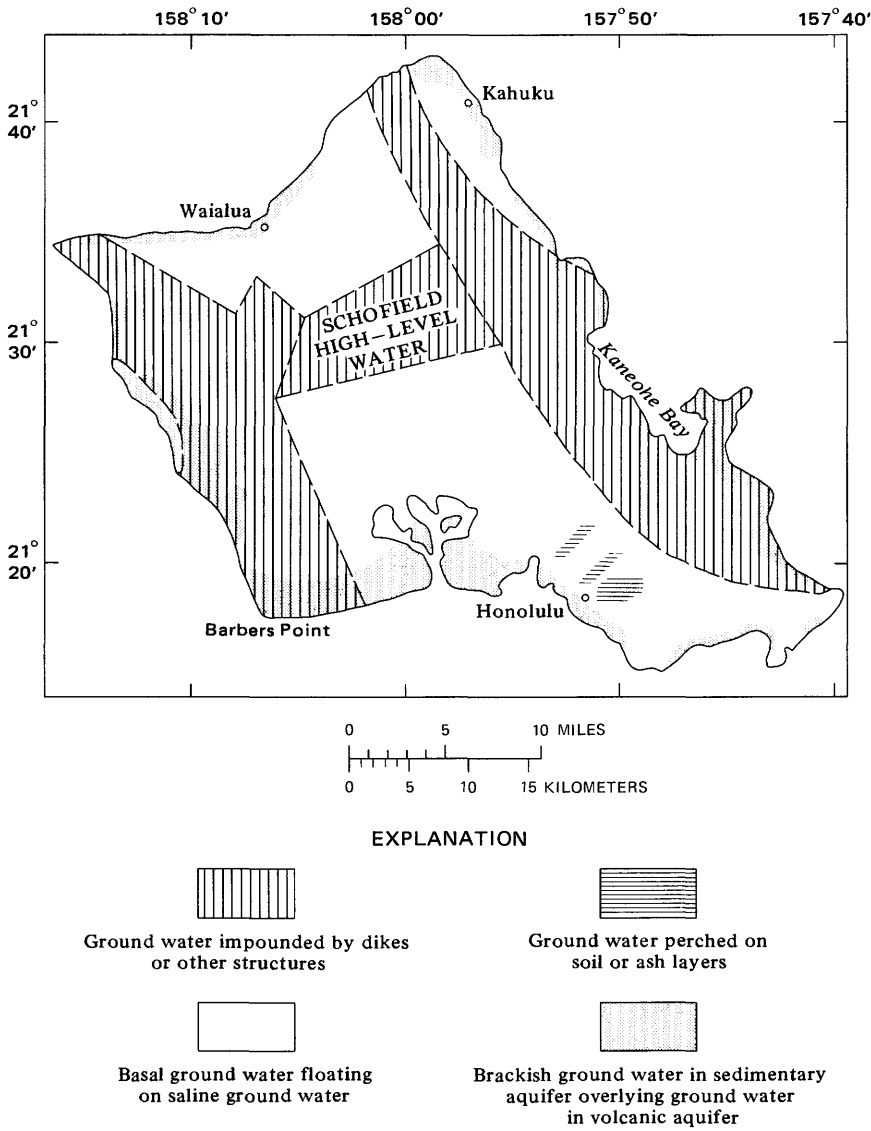 158° 10′ 158° 00′ 157° 50′ 157° 40′
21°
40′
Kahuku
Waialua
21°
30′
SCHOFIELD
HIGH–LEVEL
WATER
Kaneohe Bay
21°
20′
Honolulu
Barbers Point
0 5 10 MILES
0 5 10 15 KILOMETERS
EXPLANATION
Ground water impounded by dikes
or other structures
Ground water perched on
soil or ash layers
Basal ground water floating
on saline ground water
Brackish ground water in sedimentary
aquifer overlying ground water
in volcanic aquifer